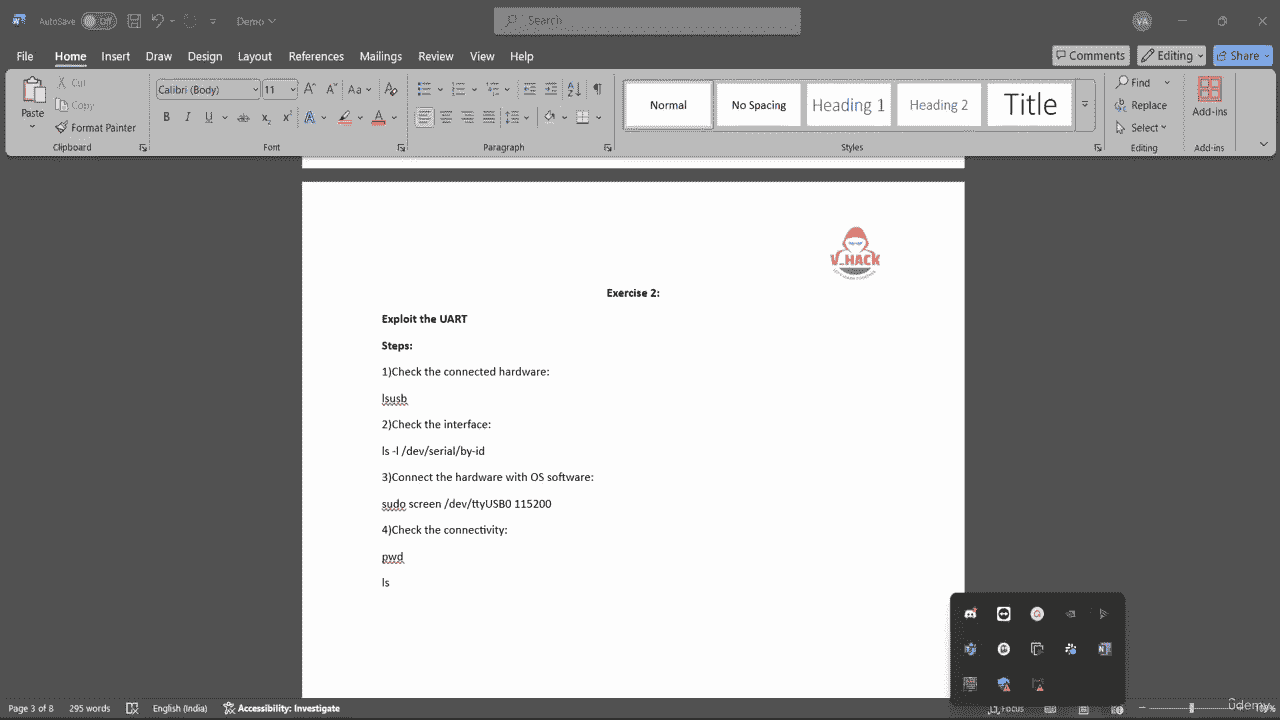 AutoSave Off Demo Search VA
File Home Insert Draw Design Layout References Mailings Review View Help Comments Editing Share
Paste Cut Copy Format Painter Clipboard
Calibri (Body) 11 Font
Paragraph
Normal No Spacing Heading 1 Heading 2 Title Styles
Find Replace Select Editing
Add-ins Add-ins
V_HACK
Exercise 2:
Exploit the UART
Steps:
1)Check the connected hardware:
lsusb
2)Check the interface:
ls -l /dev/serial/by-id
3)Connect the hardware with OS software:
sudo screen /dev/ttyUSB0 115200
4)Check the connectivity:
pwd
ls
Page 3 of 8 295 words English (India) Accessibility: Investigate Focus